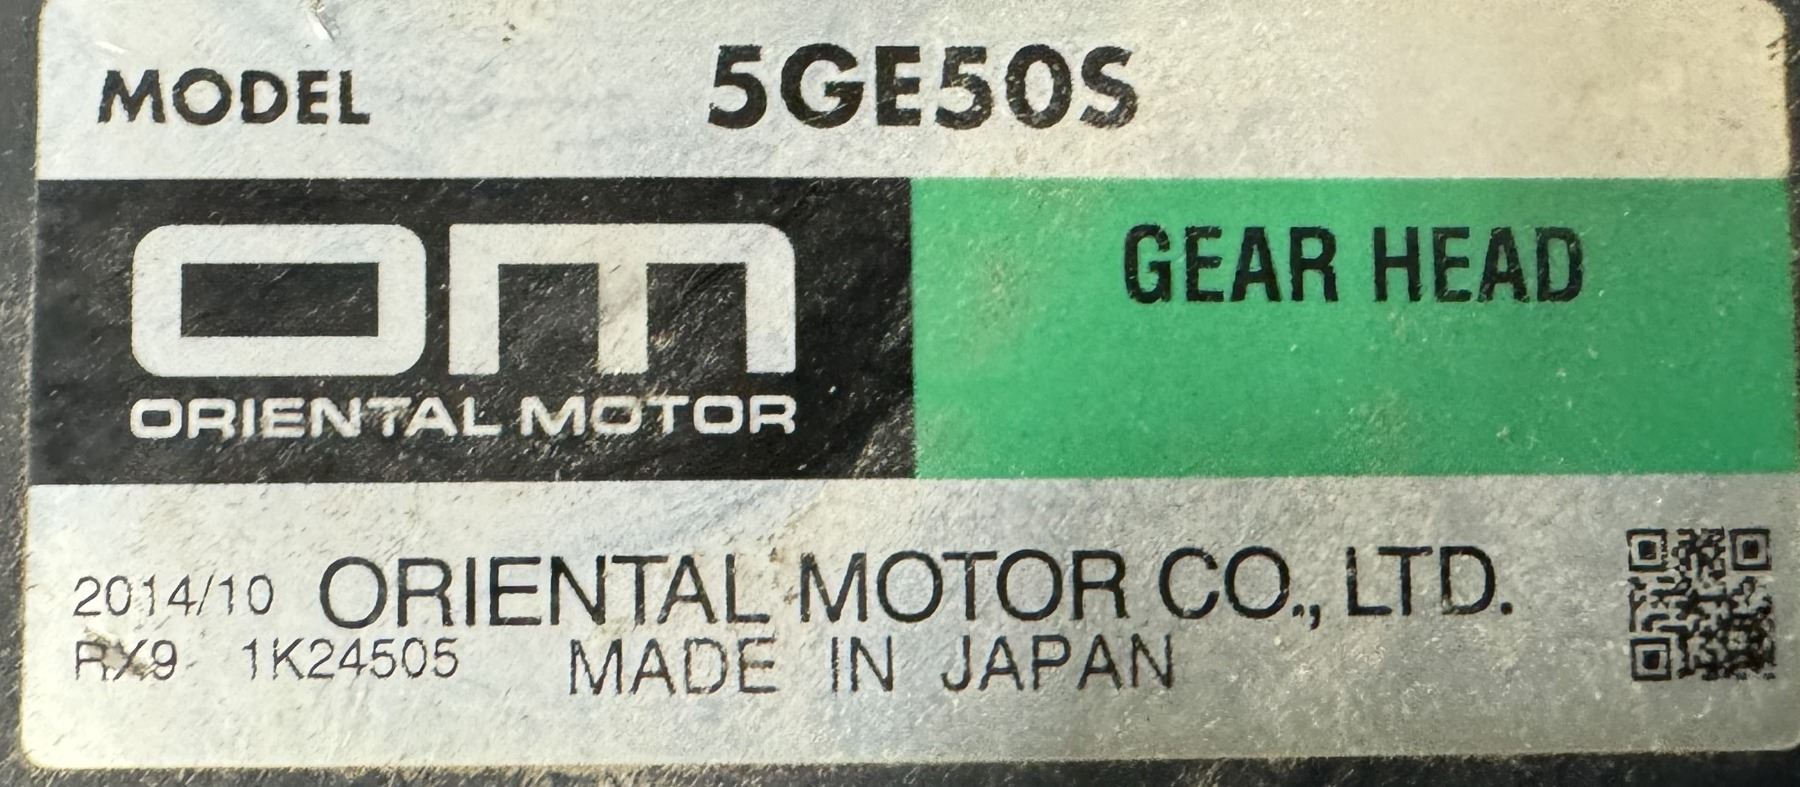 MODEL 5GE50S
om
ORIENTAL MOTOR
GEAR HEAD
2014/10 ORIENTAL MOTOR CO., LTD.
RX9 1K24505 MADE IN JAPAN